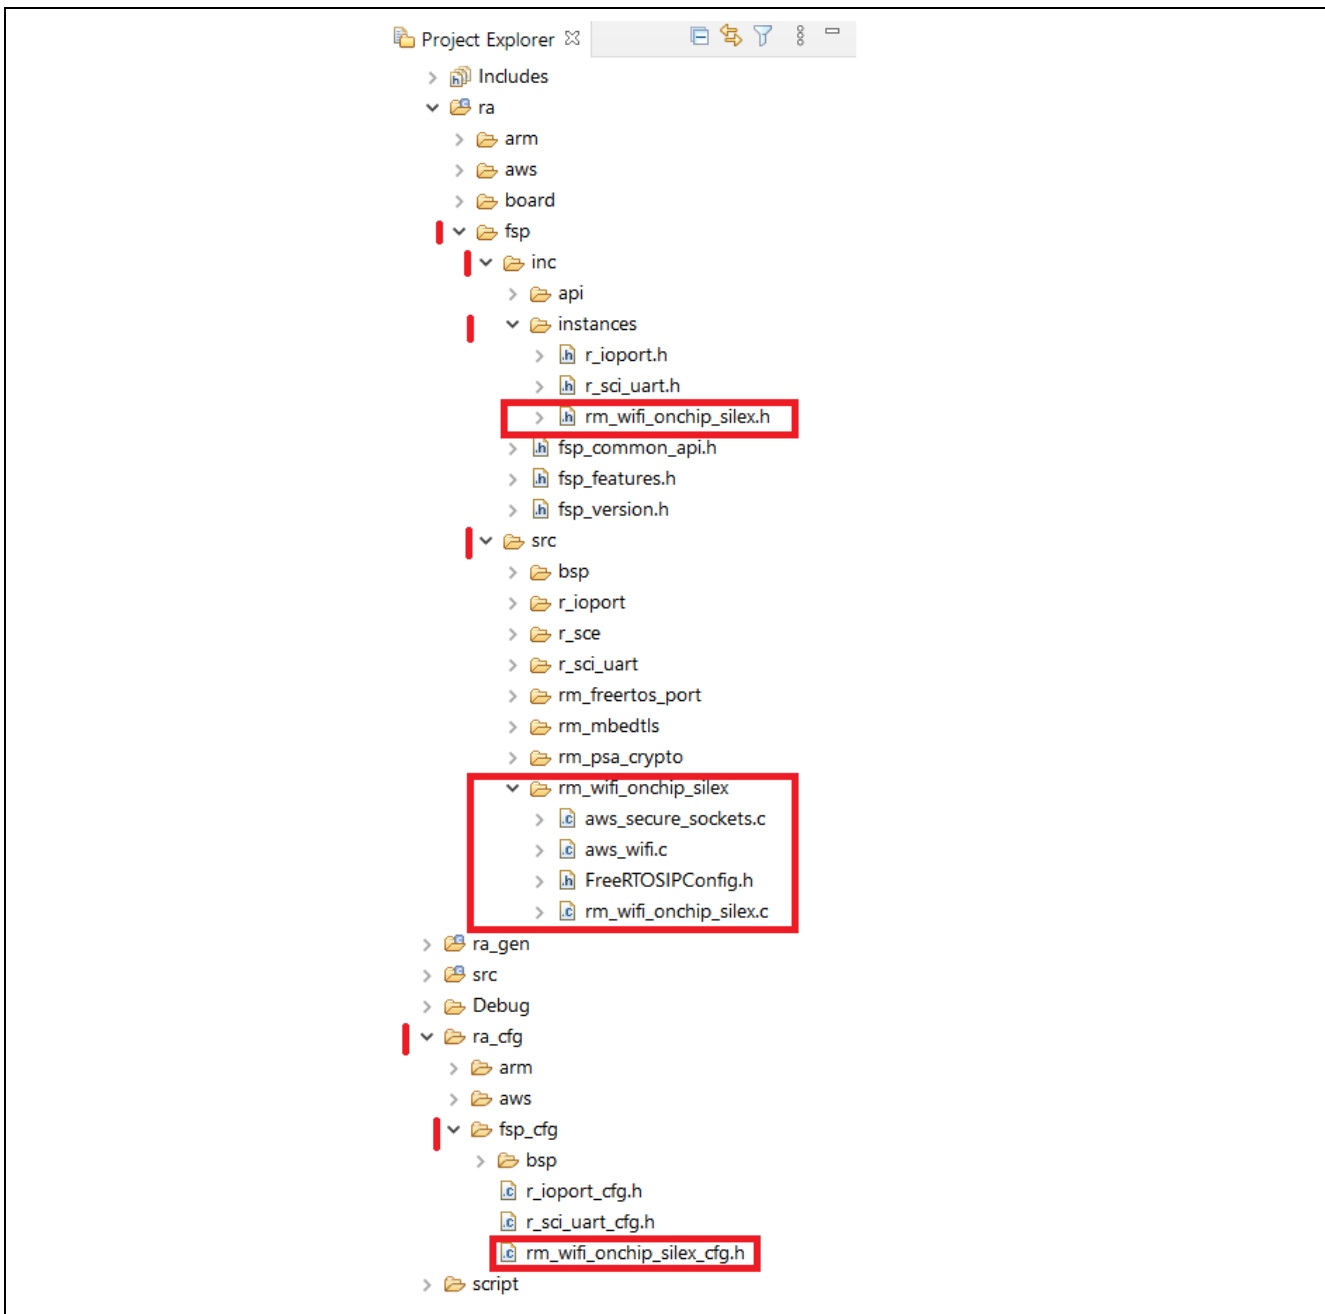 Project Explorer
Includes
ra
arm
aws
board
fsp
inc
api
instances
r_ioport.h
r_sci_uart.h
rm_wifi_onchip_silex.h
fsp_common_api.h
fsp_features.h
fsp_version.h
src
bsp
r_ioport
r_sce
r_sci_uart
rm_freertos_port
rm_mbedtls
rm_psa_crypto
rm_wifi_onchip_silex
aws_secure_sockets.c
aws_wifi.c
FreeRTOSIPConfig.h
rm_wifi_onchip_silex.c
ra_gen
src
Debug
ra_cfg
arm
aws
fsp_cfg
bsp
r_ioport_cfg.h
r_sci_uart_cfg.h
rm_wifi_onchip_silex_cfg.h
script